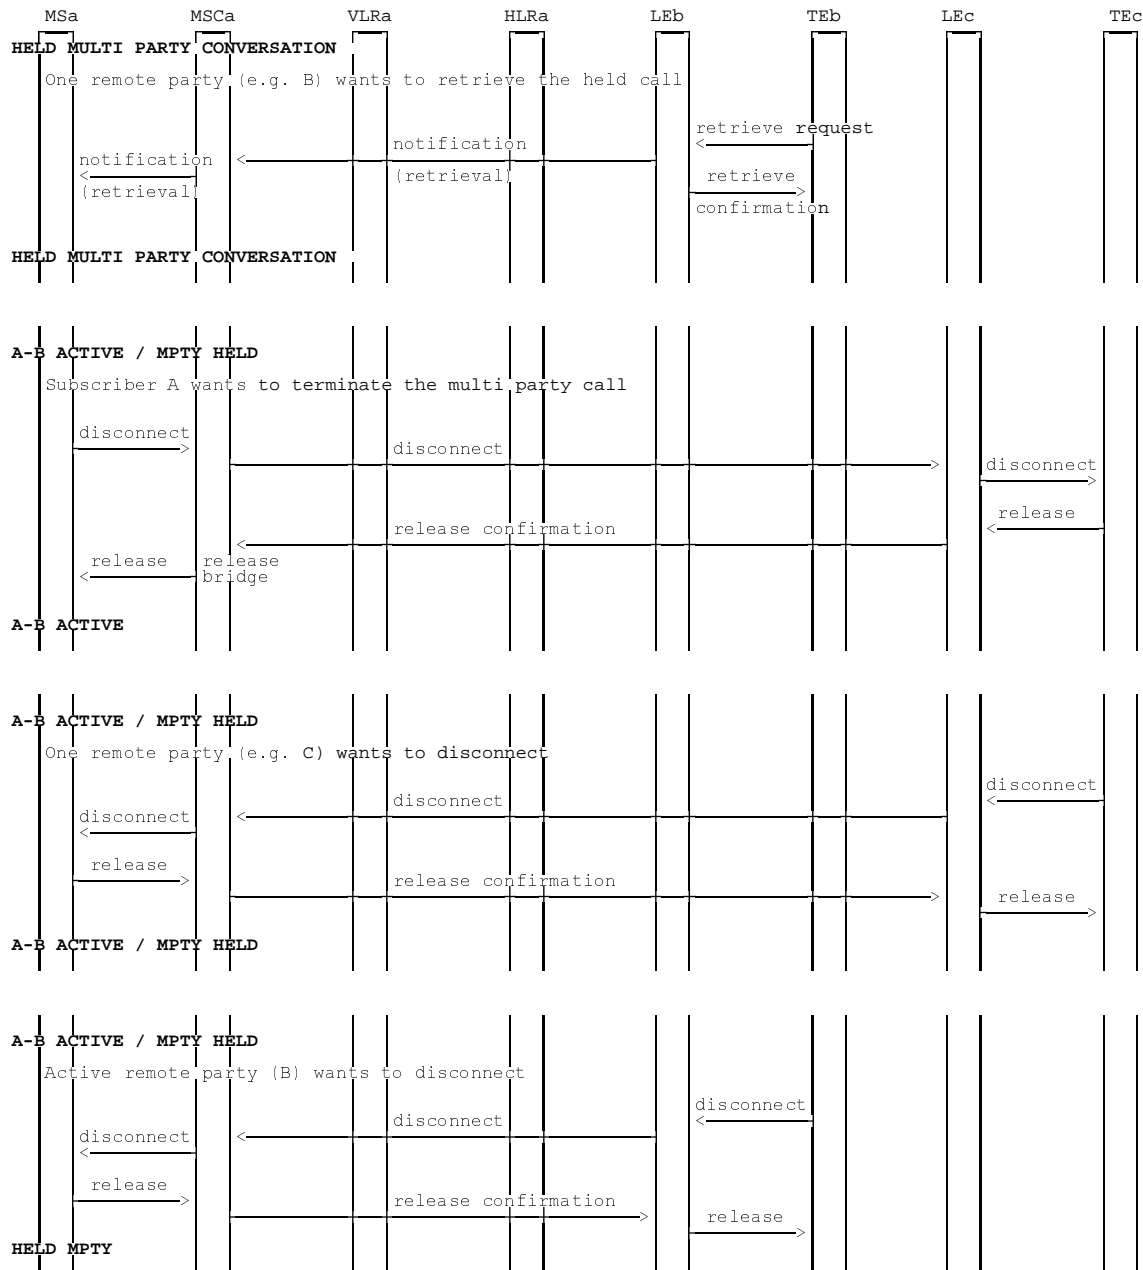 MSa MSCa VLRa HLRa LEb TEb LEc TEc
HELD MULTI PARTY CONVERSATION
One remote party (e.g. B) wants to retrieve the held call
retrieve request
notification
notification
(retrieval)
(retrieval)
retrieve
confirmation
HELD MULTI PARTY CONVERSATION
A-B ACTIVE / MPTY HELD
Subscriber A wants to terminate the multi party call
disconnect
disconnect
disconnect
release
release confirmation
release
release
bridge
A-B ACTIVE
A-B ACTIVE / MPTY HELD
One remote party (e.g. C) wants to disconnect
disconnect
disconnect
disconnect
release
release confirmation
release
A-B ACTIVE / MPTY HELD
A-B ACTIVE / MPTY HELD
Active remote party (B) wants to disconnect
disconnect
disconnect
disconnect
release
release confirmation
release
HELD MPTY